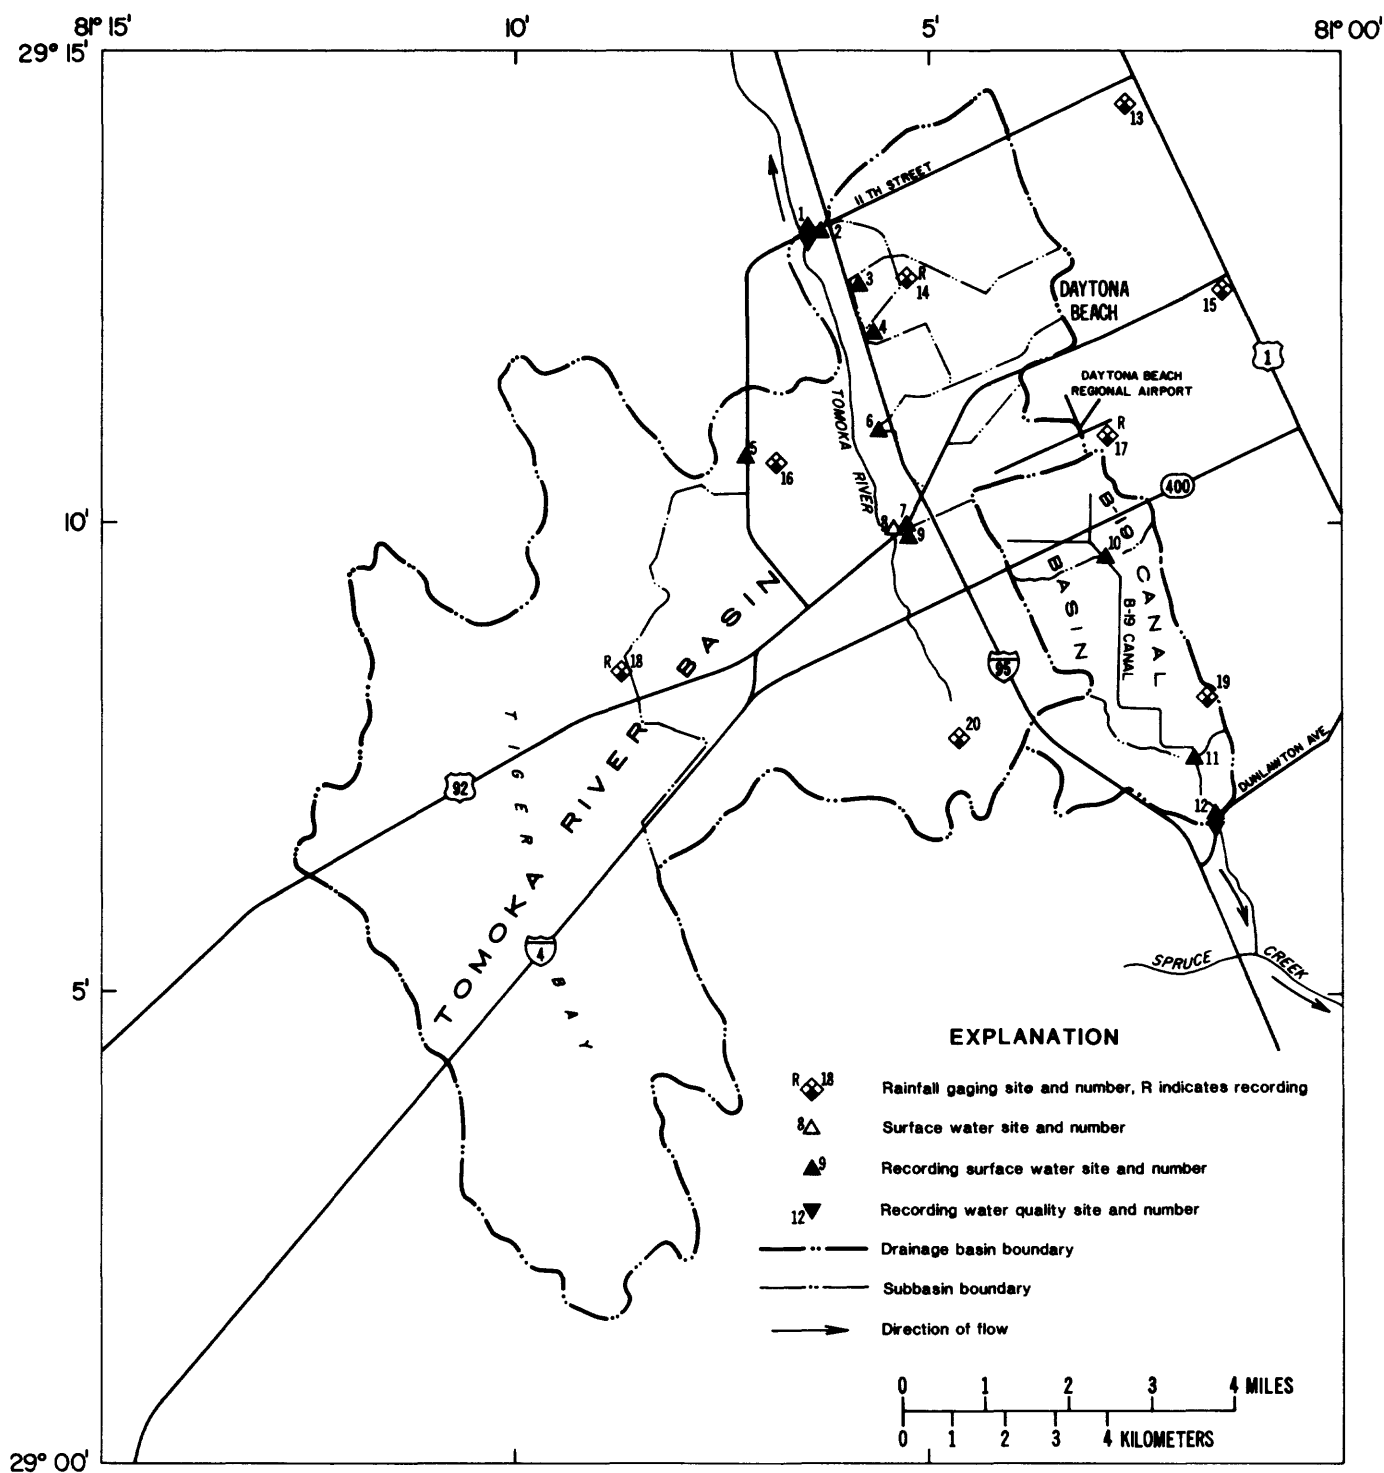 81° 15'
10'
5'
81° 00'
29° 15'
13
11 TH STREET
1
2
3
R
14
4
DAYTONA
BEACH
15
1
DAYTONA BEACH
REGIONAL AIRPORT
TOMOKA RIVER
6
R
17
5
16
400
10'
7
8
9
B-19 CANAL
BASIN
10
B-19 CANAL
R 18
95
19
20
TIGER BAY
92
TOMOKA RIVER BASIN
11
DUNLAWTON AVE
12
4
SPRUCE CREEK
5'
EXPLANATION
R 18 Rainfall gaging site and number, R indicates recording
8 Surface water site and number
9 Recording surface water site and number
12 Recording water quality site and number
Drainage basin boundary
Subbasin boundary
Direction of flow
0 1 2 3 4 MILES
0 1 2 3 4 KILOMETERS
29° 00'